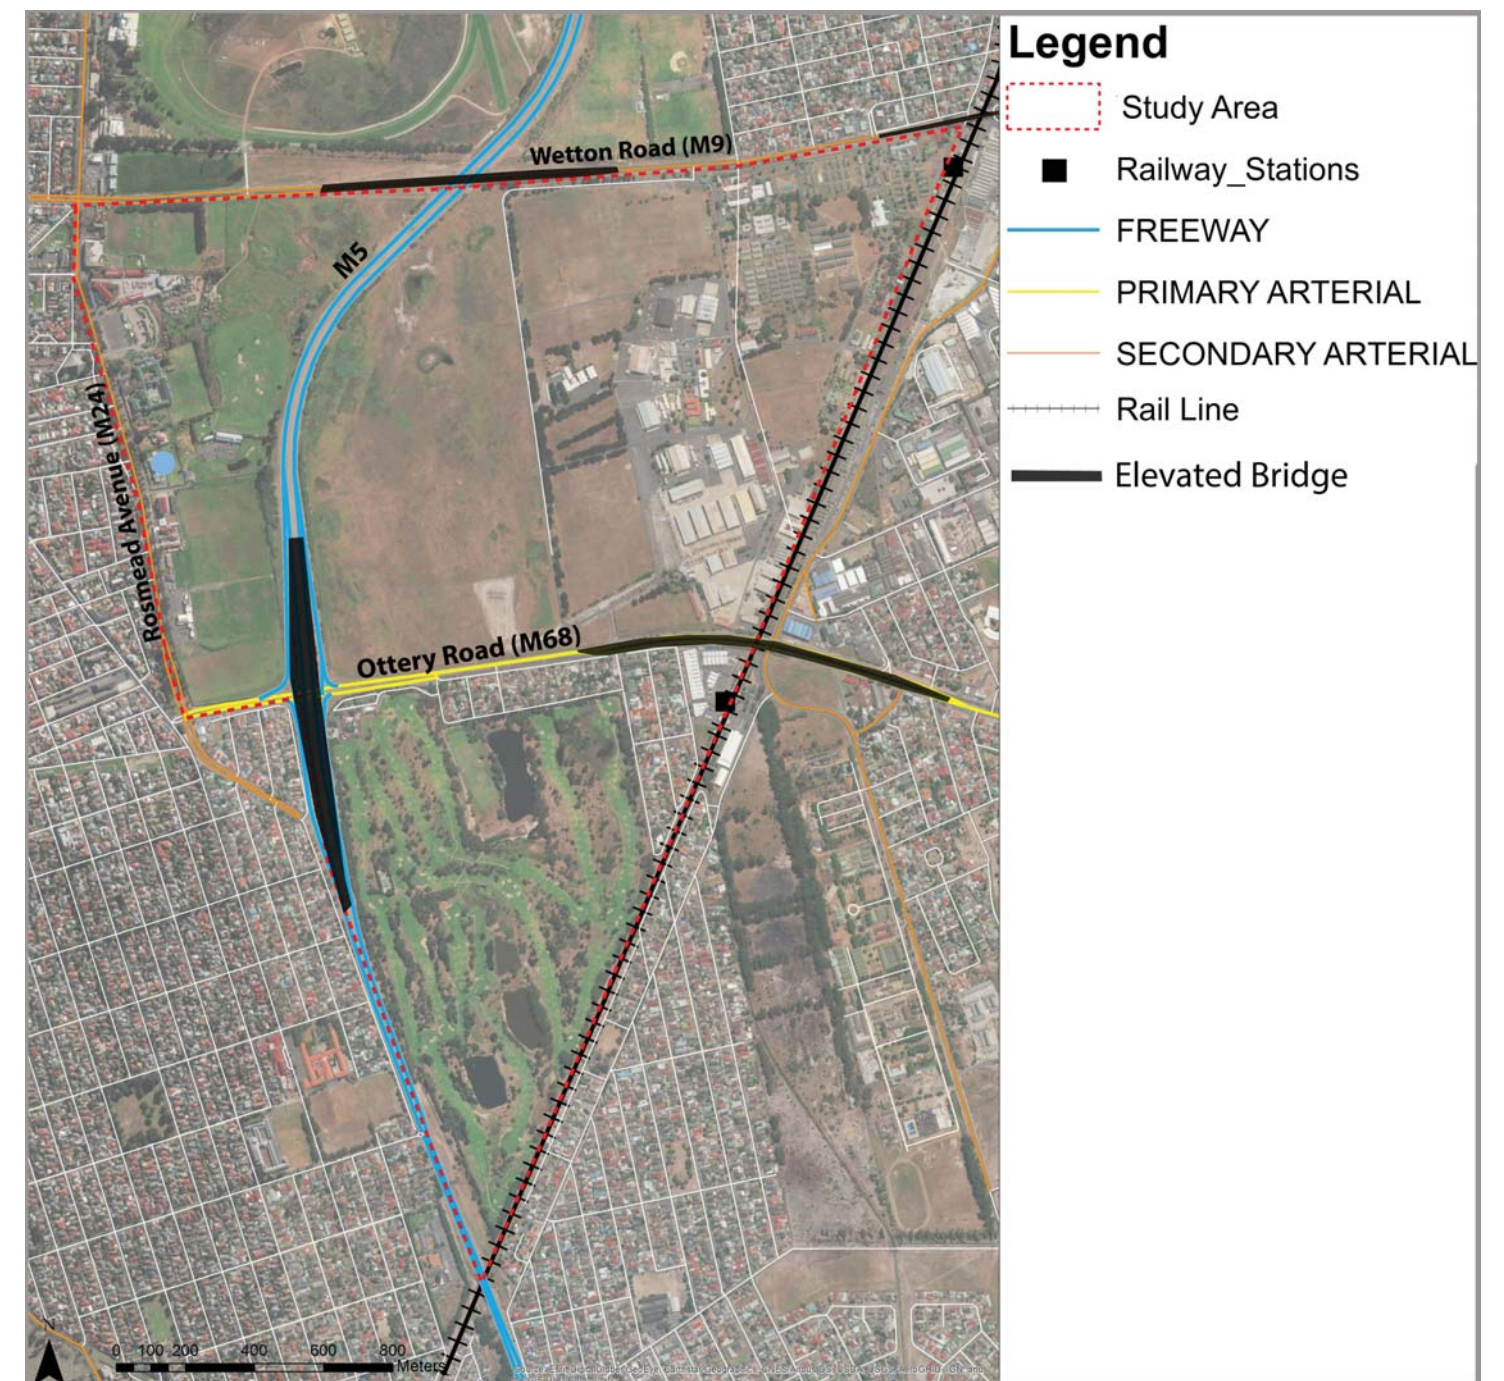 Legend
Study Area
Railway_Stations
FREEWAY
PRIMARY ARTERIAL
SECONDARY ARTERIAL
Rail Line
Elevated Bridge
Wetton Road (M9)
M5
Rosmead Avenue (M24)
Ottery Road (M68)
N
0 100 200 400 600 800
Meters